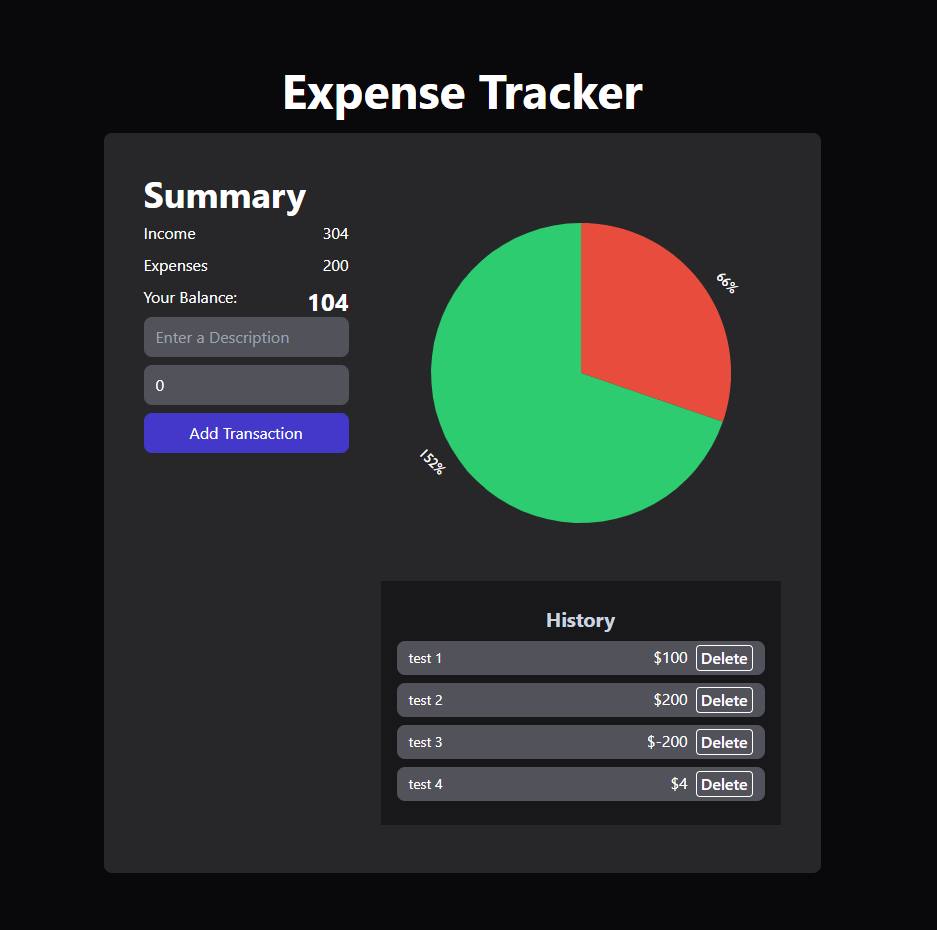 Expense Tracker
Summary
Income 304
Expenses 200
Your Balance: 104
Enter a Description
0
Add Transaction
66%
152%
History
test 1 $100 Delete
test 2 $200 Delete
test 3 $-200 Delete
test 4 $4 Delete